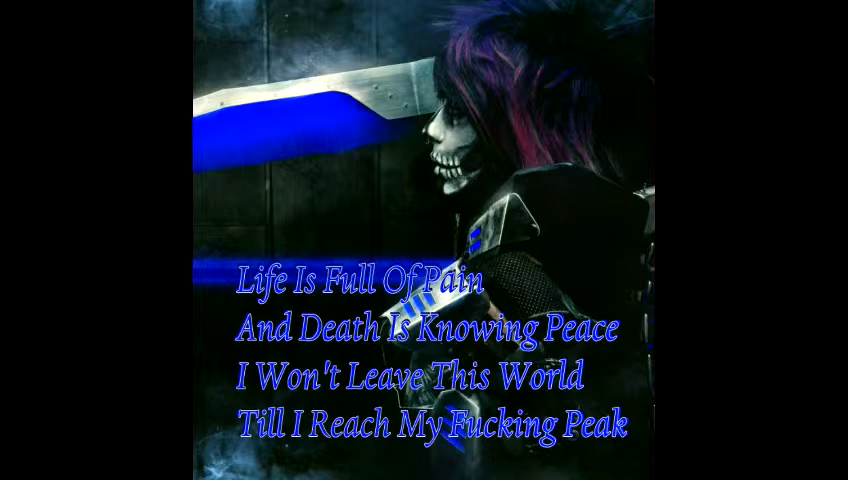 Life Is Full Of Pain
And Death Is Knowing Peace
I Won't Leave This World
Till I Reach My Fucking Peak